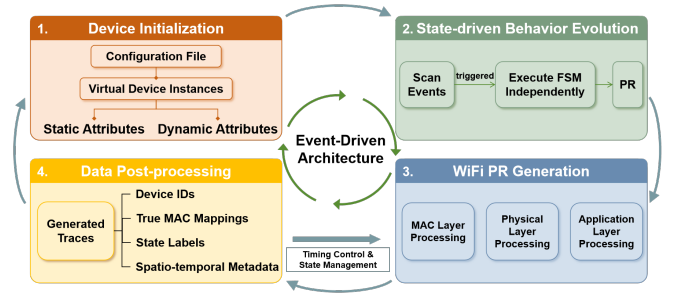 1. Device Initialization
Configuration File
Virtual Device Instances
Static Attributes
Dynamic Attributes
2. State-driven Behavior Evolution
Scan
Events
triggered
Execute FSM
Independently
PR
Event-Driven
Architecture
4. Data Post-processing
Generated
Traces
Device IDs
True MAC Mappings
State Labels
Spatio-temporal Metadata
Timing Control &
State Management
3. WiFi PR Generation
MAC Layer
Processing
Physical
Layer
Processing
Application
Layer
Processing